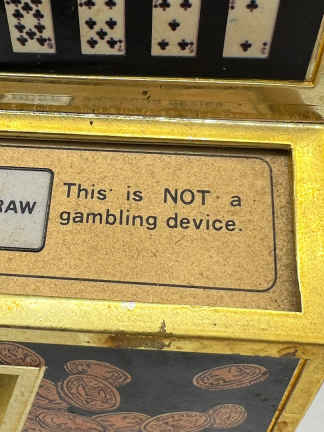 RAW
This is NOT a
gambling device.